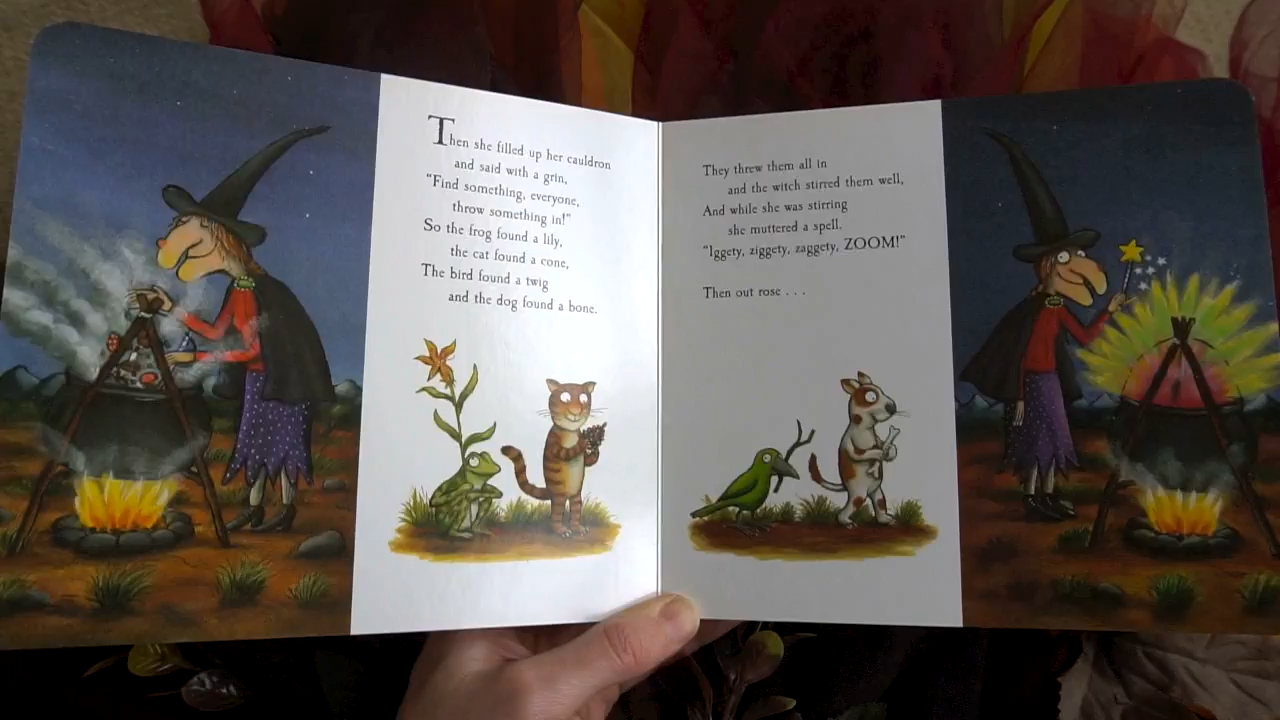 Then she filled up her cauldron
and said with a grin,
"Find something, everyone,
throw something in!"
So the frog found a lily,
the cat found a cone,
The bird found a twig
and the dog found a bone.
They threw them all in
and the witch stirred them well,
And while she was stirring
she muttered a spell.
"Iggety, ziggety, zaggety, ZOOM!"
Then out rose . . .